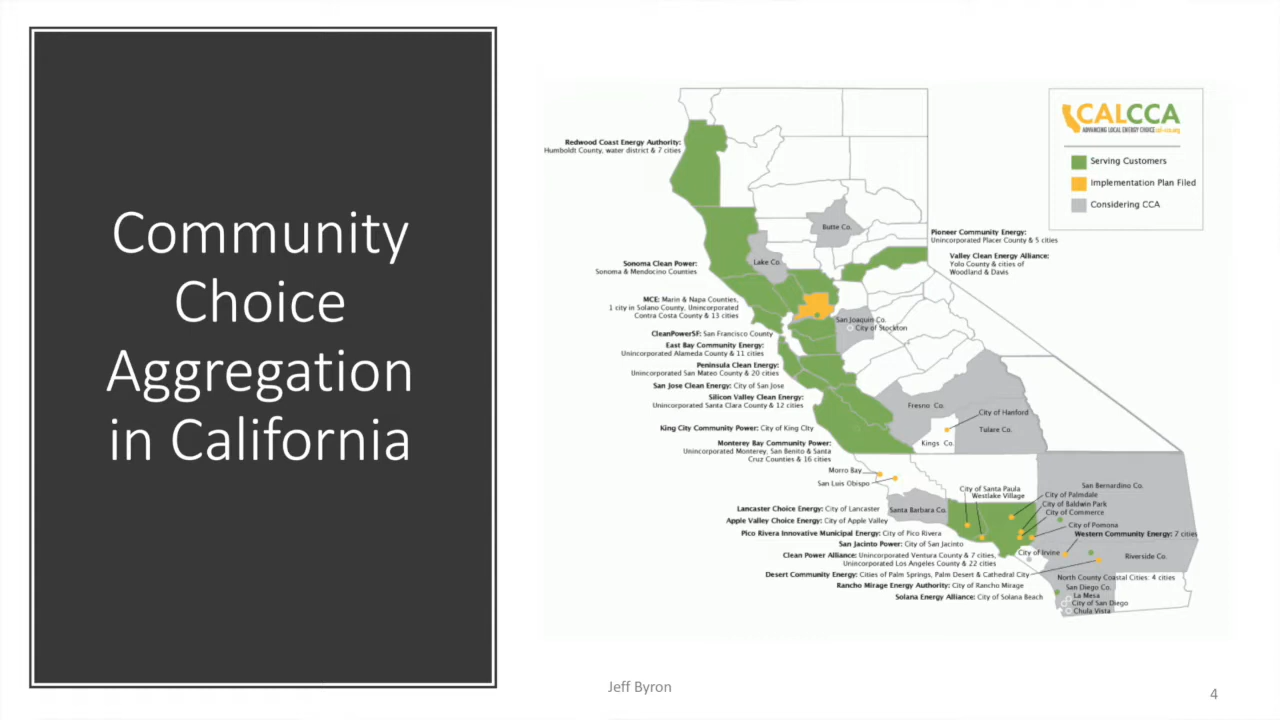 Community
Choice
Aggregation
in California
CALCCA
ADVANCING LOCAL ENERGY CHOICE cal-cca.org
Serving Customers
Implementation Plan Filed
Considering CCA
Redwood Coast Energy Authority:
Humboldt County, water district & 7 cities
Butte Co.
Pioneer Community Energy:
Unincorporated Placer County & 5 cities
Valley Clean Energy Alliance:
Yolo County & cities of
Woodland & Davis
Lake Co.
Sonoma Clean Power:
Sonoma & Mendocino Counties
MCE: Marin & Napa Counties,
1 city in Solano County, Unincorporated
Contra Costa County & 13 cities
San Joaquin Co.
City of Stockton
CleanPowerSF: San Francisco County
East Bay Community Energy:
Unincorporated Alameda County & 11 cities
Peninsula Clean Energy:
Unincorporated San Mateo County & 20 cities
San Jose Clean Energy: City of San Jose
Silicon Valley Clean Energy:
Unincorporated Santa Clara County & 12 cities
Fresno Co.
City of Hanford
King City Community Power: City of King City
Tulare Co.
Kings Co.
Monterey Bay Community Power:
Unincorporated Monterey, San Benito & Santa
Cruz Counties & 16 cities
Morro Bay
San Luis Obispo
San Bernardino Co.
City of Santa Paula
Westlake Village
City of Palmdale
City of Baldwin Park
City of Commerce
City of Pomona
Western Community Energy: 7 cities
Santa Barbara Co.
Lancaster Choice Energy: City of Lancaster
Apple Valley Choice Energy: City of Apple Valley
Pico Rivera Innovative Municipal Energy: City of Pico Rivera
San Jacinto Power: City of San Jacinto
Clean Power Alliance: Unincorporated Ventura County & 7 cities,
Unincorporated Los Angeles County & 22 cities
City of Irvine
Riverside Co.
Desert Community Energy: Cities of Palm Springs, Palm Desert & Cathedral City
Rancho Mirage Energy Authority: City of Rancho Mirage
Solana Energy Alliance: City of Solana Beach
North County Coastal Cities: 4 cities
San Diego Co.
La Mesa
City of San Diego
Chula Vista
Jeff Byron
4